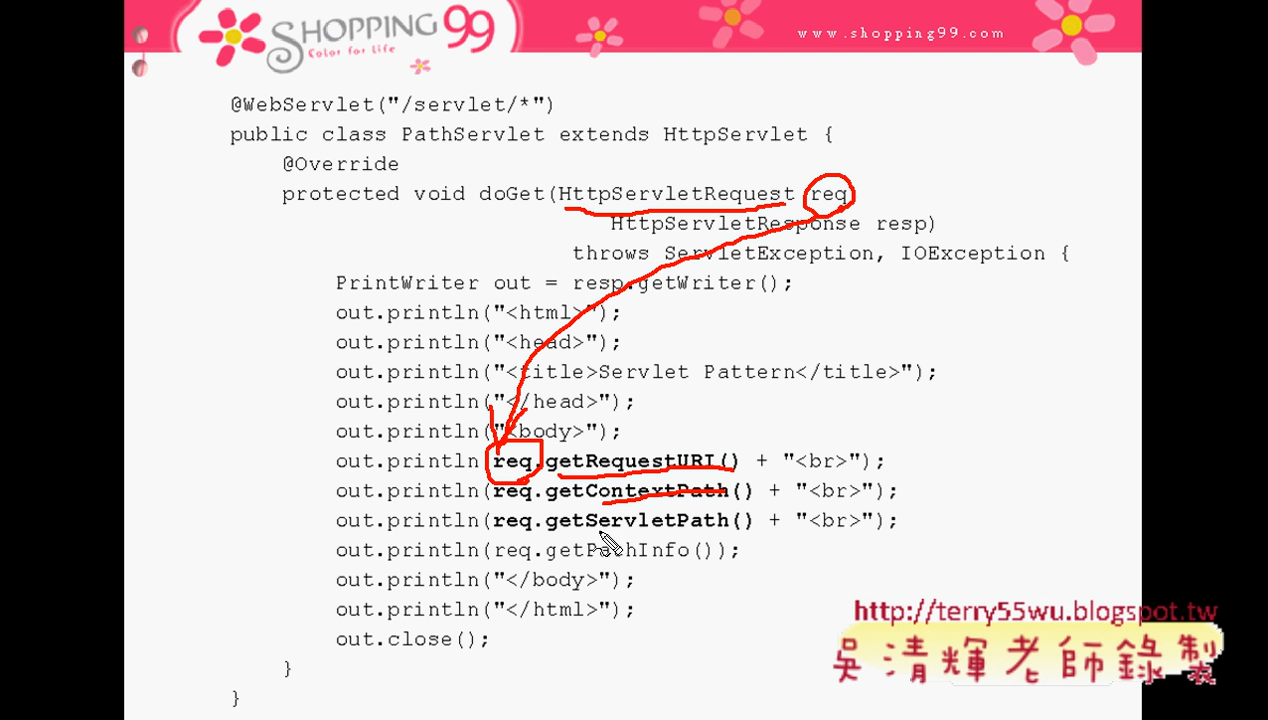 SHOPPING 99
Color for Life
www.shopping99.com
@WebServlet("/servlet/*")
public class PathServlet extends HttpServlet {
@Override
protected void doGet(HttpServletRequest req
HttpServletResponse resp)
throws ServletException, IOException {
PrintWriter out = resp.getWriter();
out.println("<html>");
out.println("<head>");
out.println("<title>Servlet Pattern</title>");
out.println("</head>");
out.println("<body>");
out.println req.getRequestURI() + "<br>");
out.println(req.getContextPath() + "<br>");
out.println(req.getServletPath() + "<br>");
out.println(req.getPathInfo());
out.println("</body>");
out.println("</html>");
out.close();
}
}
http://terry55wu.blogspot.tw
吳清輝老師錄製